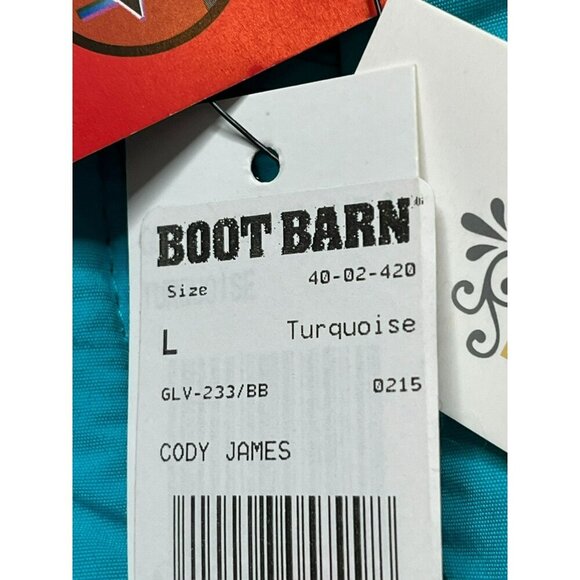 BOOT BARN
Size 40-02-420
L Turquoise
GLV-233/BB 0215
CODY JAMES